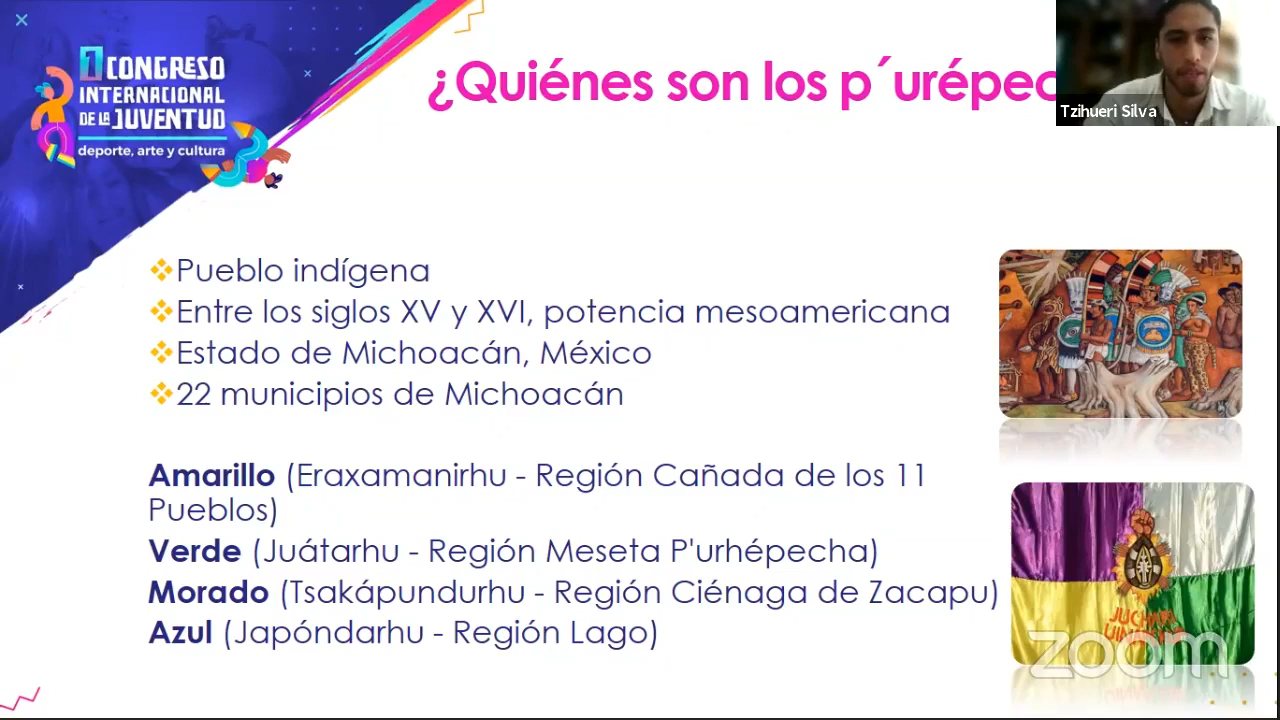 1 CONGRESO
INTERNACIONAL
DE LA JUVENTUD
deporte, arte y cultura
¿Quiénes son los p´urépec
Tzihueri Silva
❖Pueblo indígena
❖Entre los siglos XV y XVI, potencia mesoamericana
❖Estado de Michoacán, México
❖22 municipios de Michoacán
Amarillo (Eraxamanirhu - Región Cañada de los 11
Pueblos)
Verde (Juátarhu - Región Meseta P'urhépecha)
Morado (Tsakápundurhu - Región Ciénaga de Zacapu)
Azul (Japóndarhu - Región Lago)
JUCHARI
zoom